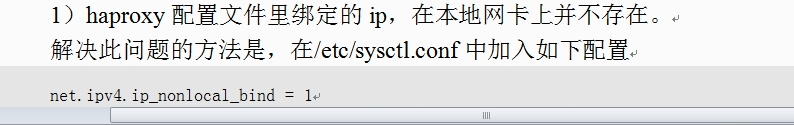 1）haproxy 配置文件里绑定的 ip，在本地网卡上并不存在。
解决此问题的方法是，在/etc/sysctl.conf 中加入如下配置
net.ipv4.ip_nonlocal_bind = 1